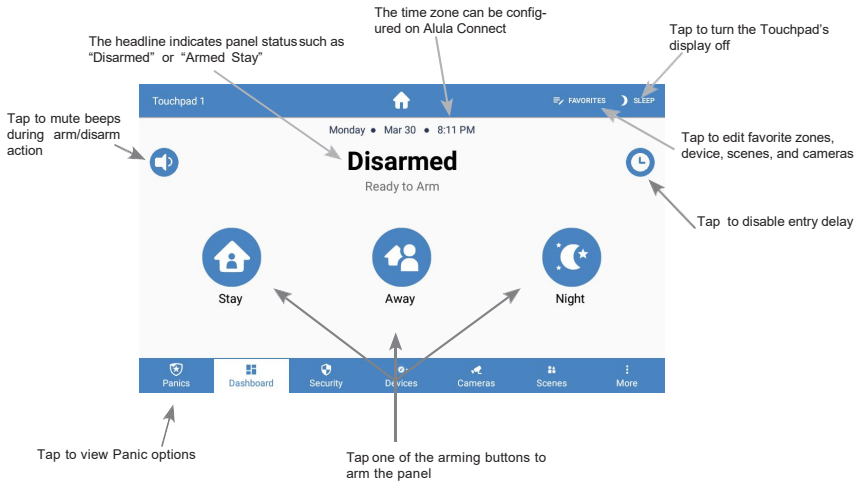 The time zone can be config-
ured on Alula Connect
Tap to turn the Touchpad's
display off
The headline indicates panel status such as
“Disarmed” or “Armed Stay”
Touchpad 1
FAVORITES
SLEEP
Tap to mute beeps
during arm/disarm
action
Monday • Mar 30 • 8:11 PM
Disarmed
Ready to Arm
Tap to edit favorite zones,
device, scenes, and cameras
Tap to disable entry delay
Stay
Away
Night
Panics
Dashboard
Security
Devices
Cameras
Scenes
More
Tap to view Panic options
Tap one of the arming buttons to
arm the panel